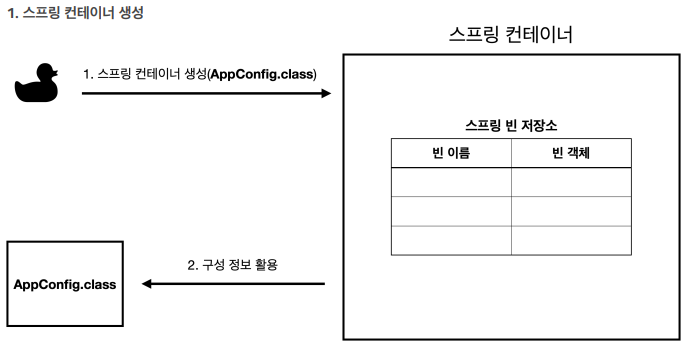 1. 스프링 컨테이너 생성
스프링 컨테이너
1. 스프링 컨테이너 생성(AppConfig.class)
스프링 빈 저장소
빈 이름 빈 객체
2. 구성 정보 활용
AppConfig.class